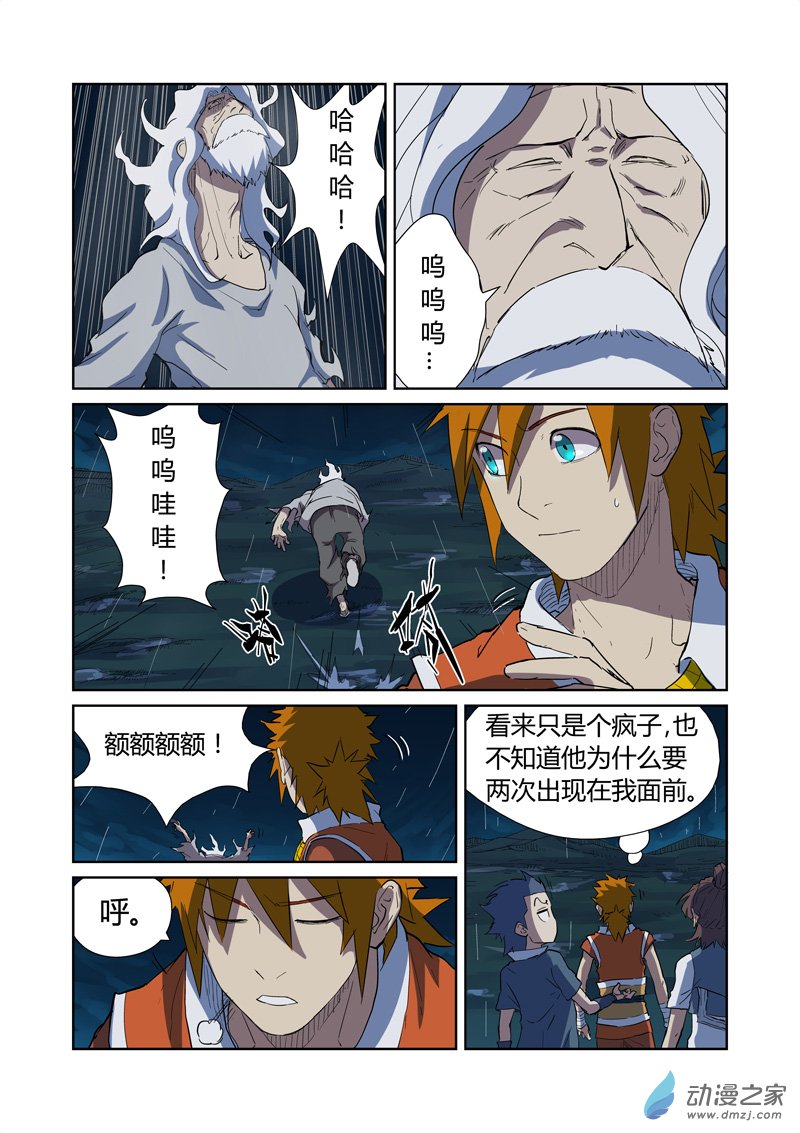 哈哈哈！
呜呜呜…
呜呜哇哇！
嗒
嗒
额额额额！
呼。
看来只是个疯子，也
不知道他为什么要
两次出现在我面前。
动漫之家
www.dmzj.com